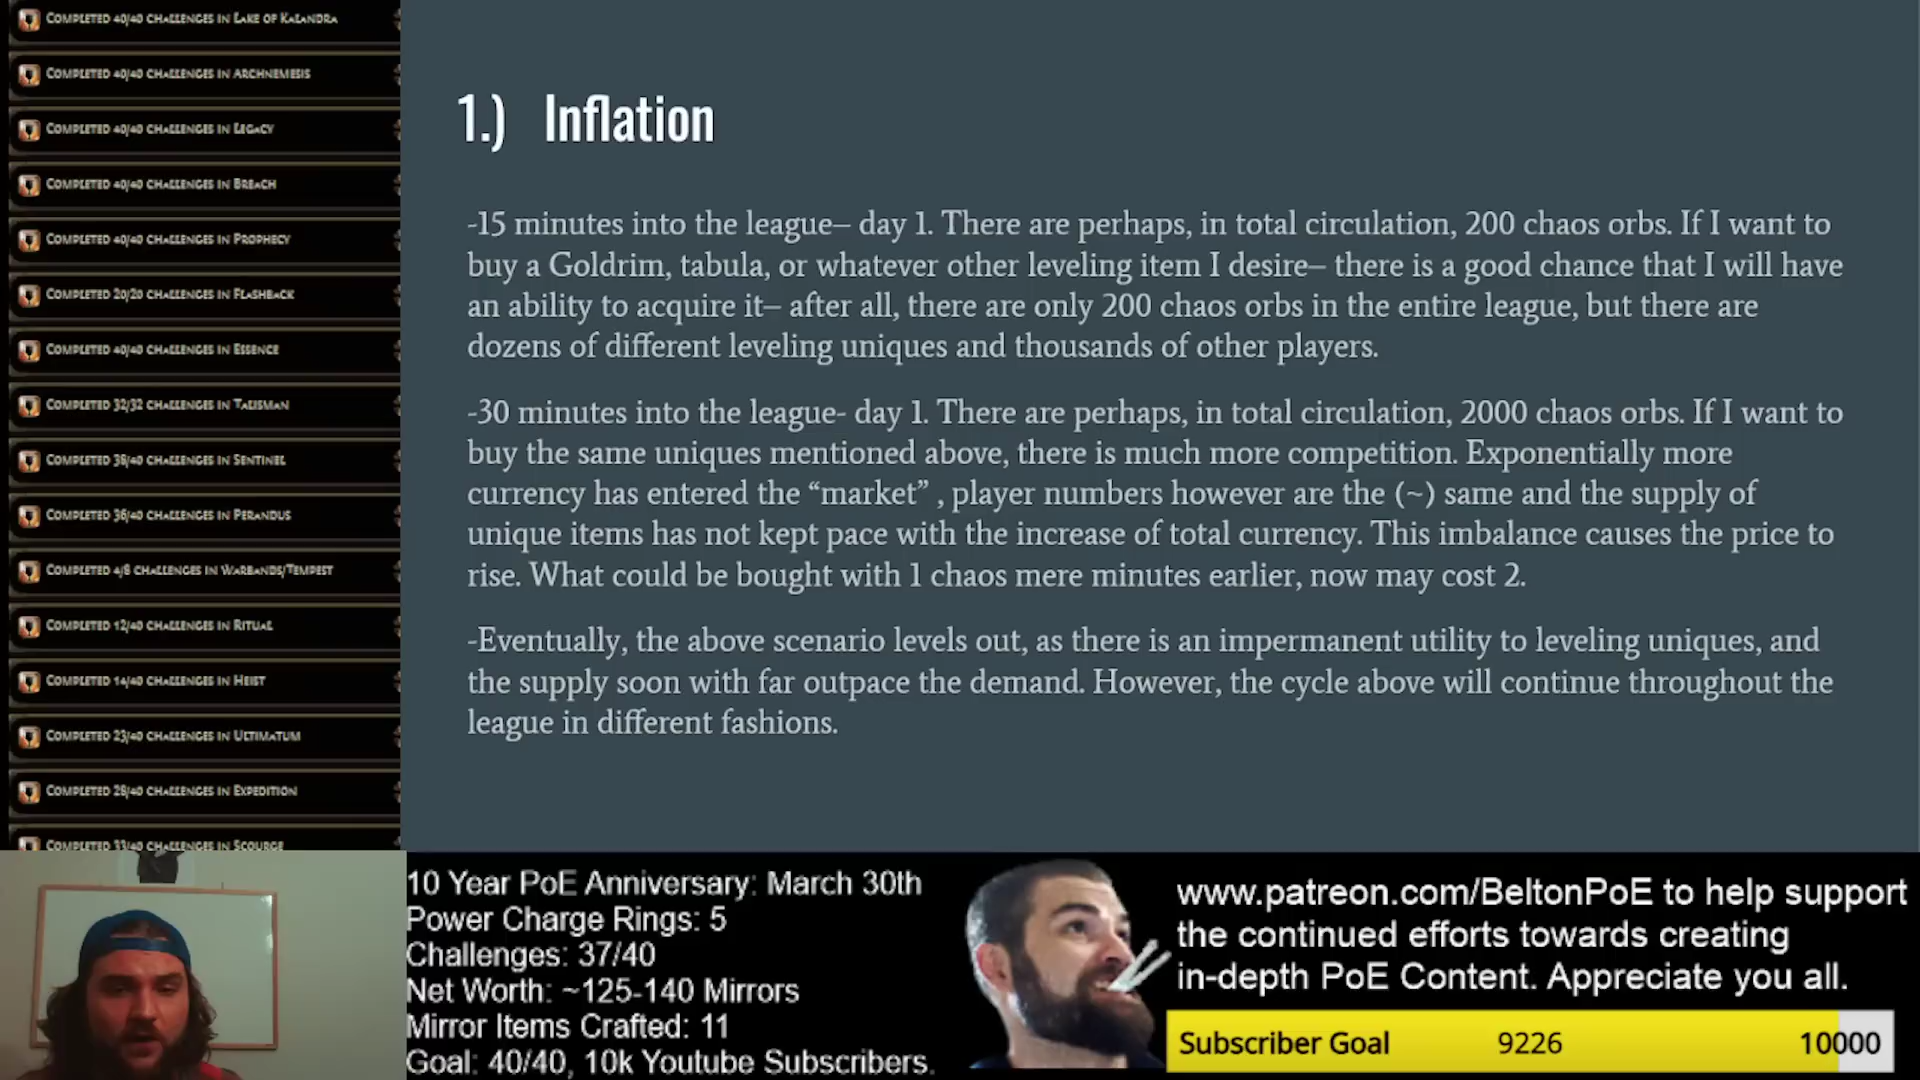 COMPLETED 40/40 CHALLENGES IN LAKE OF KALANDRA
COMPLETED 40/40 CHALLENGES IN ARCHNEMESIS
COMPLETED 40/40 CHALLENGES IN LEGACY
COMPLETED 40/40 CHALLENGES IN BREACH
COMPLETED 40/40 CHALLENGES IN PROPHECY
COMPLETED 20/20 CHALLENGES IN FLASHBACK
COMPLETED 40/40 CHALLENGES IN ESSENCE
COMPLETED 32/32 CHALLENGES IN TALISMAN
COMPLETED 38/40 CHALLENGES IN SENTINEL
COMPLETED 36/40 CHALLENGES IN PERANDUS
COMPLETED 4/8 CHALLENGES IN WARBANDS/TEMPEST
COMPLETED 12/40 CHALLENGES IN RITUAL
COMPLETED 14/40 CHALLENGES IN HEIST
COMPLETED 23/40 CHALLENGES IN ULTIMATUM
COMPLETED 28/40 CHALLENGES IN EXPEDITION
COMPLETED 33/40 CHALLENGES IN SCOURGE
1.) Inflation
-15 minutes into the league– day 1. There are perhaps, in total circulation, 200 chaos orbs. If I want to
buy a Goldrim, tabula, or whatever other leveling item I desire– there is a good chance that I will have
an ability to acquire it– after all, there are only 200 chaos orbs in the entire league, but there are
dozens of different leveling uniques and thousands of other players.
-30 minutes into the league- day 1. There are perhaps, in total circulation, 2000 chaos orbs. If I want to
buy the same uniques mentioned above, there is much more competition. Exponentially more
currency has entered the “market” , player numbers however are the (~) same and the supply of
unique items has not kept pace with the increase of total currency. This imbalance causes the price to
rise. What could be bought with 1 chaos mere minutes earlier, now may cost 2.
-Eventually, the above scenario levels out, as there is an impermanent utility to leveling uniques, and
the supply soon with far outpace the demand. However, the cycle above will continue throughout the
league in different fashions.
10 Year PoE Anniversary: March 30th
Power Charge Rings: 5
Challenges: 37/40
Net Worth: ~125-140 Mirrors
Mirror Items Crafted: 11
Goal: 40/40, 10k Youtube Subscribers.
www.patreon.com/BeltonPoE to help support
the continued efforts towards creating
in-depth PoE Content. Appreciate you all.
Subscriber Goal 9226 10000